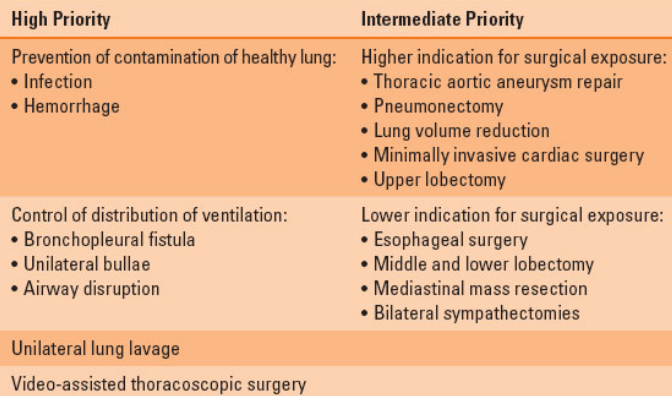 High Priority
Intermediate Priority
Prevention of contamination of healthy lung:
• Infection
• Hemorrhage
Higher indication for surgical exposure:
• Thoracic aortic aneurysm repair
• Pneumonectomy
• Lung volume reduction
• Minimally invasive cardiac surgery
• Upper lobectomy
Control of distribution of ventilation:
• Bronchopleural fistula
• Unilateral bullae
• Airway disruption
Lower indication for surgical exposure:
• Esophageal surgery
• Middle and lower lobectomy
• Mediastinal mass resection
• Bilateral sympathectomies
Unilateral lung lavage
Video-assisted thoracoscopic surgery